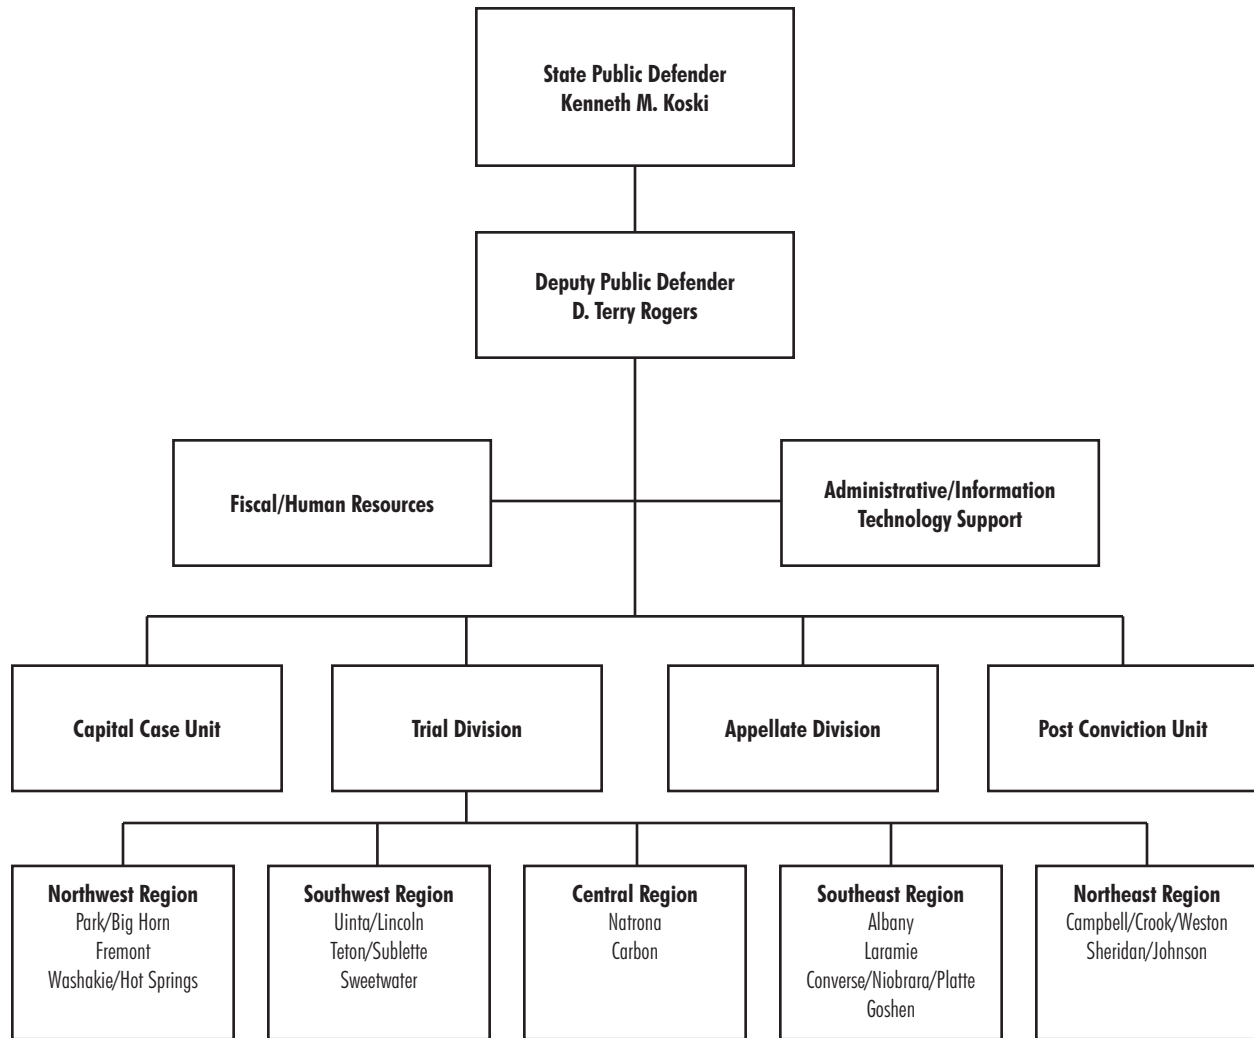 State Public Defender
Kenneth M. Koski
Deputy Public Defender
D. Terry Rogers
Fiscal/Human Resources
Administrative/Information
Technology Support
Capital Case Unit
Trial Division
Appellate Division
Post Conviction Unit
Northwest Region
Park/Big Horn
Fremont
Washakie/Hot Springs
Southwest Region
Uinta/Lincoln
Teton/Sublette
Sweetwater
Central Region
Natrona
Carbon
Southeast Region
Albany
Laramie
Converse/Niobrara/Platte
Goshen
Northeast Region
Campbell/Crook/Weston
Sheridan/Johnson